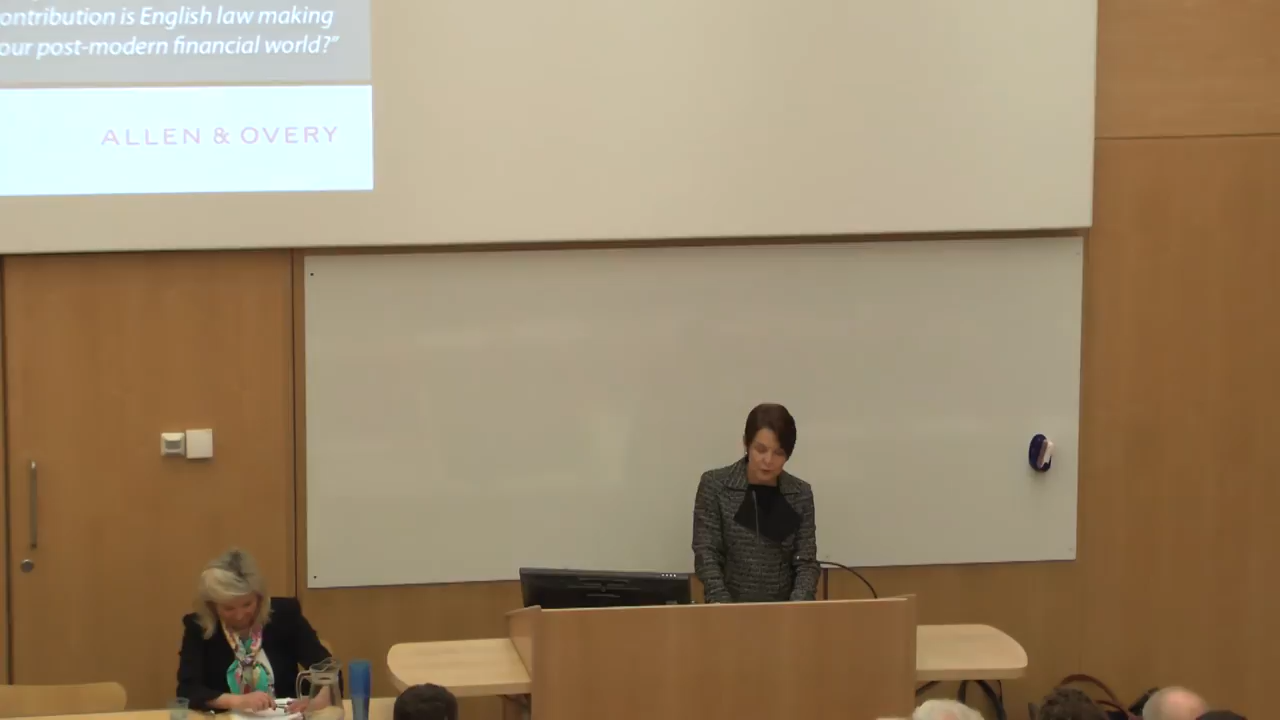 contribution is English law making
our post-modern financial world?”
ALLEN & OVERY